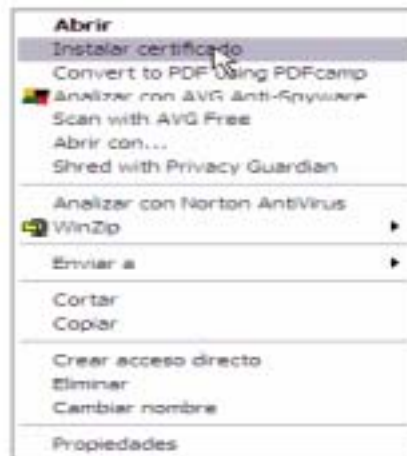 Abrir
Instalar certificado
Convert to PDF Using PDFcamp
Analizar con AVG Anti-Spyware
Scan with AVG Free
Abrir con...
Shred with Privacy Guardian
Analizar con Norton AntiVirus
WinZip
Enviar a
Cortar
Copiar
Crear acceso directo
Eliminar
Cambiar nombre
Propiedades